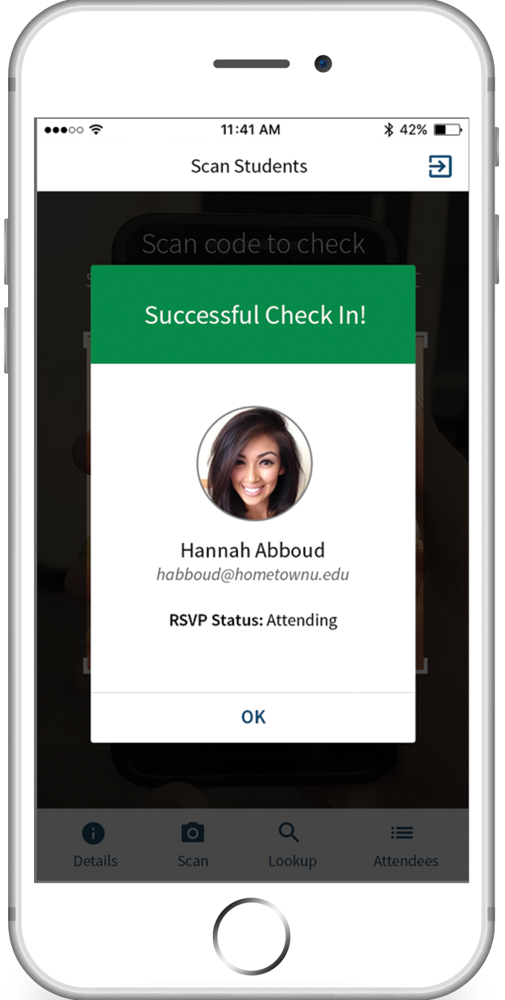 11:41 AM
42%
Scan Students
Scan code to check
Successful Check In!
Hannah Abboud
habboud@hometownu.edu
RSVP Status: Attending
OK
Details
Scan
Lookup
Attendees